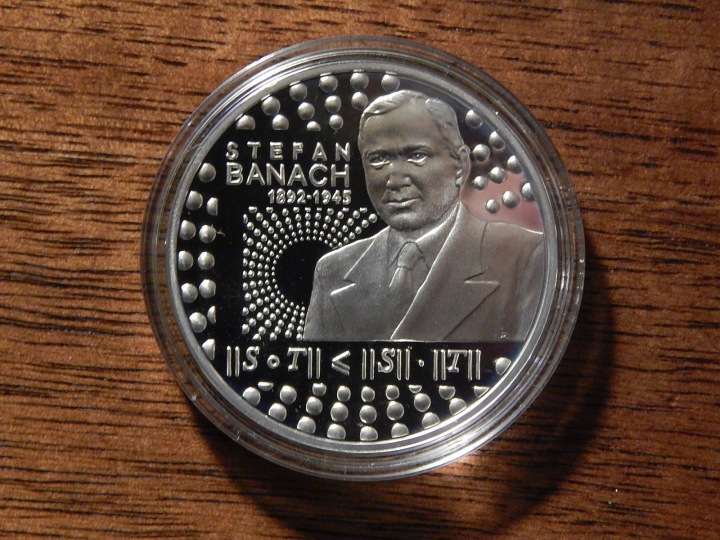 STEFAN
BANACH
1892-1945
||S∘T|| ⩽ ||S||·||T||